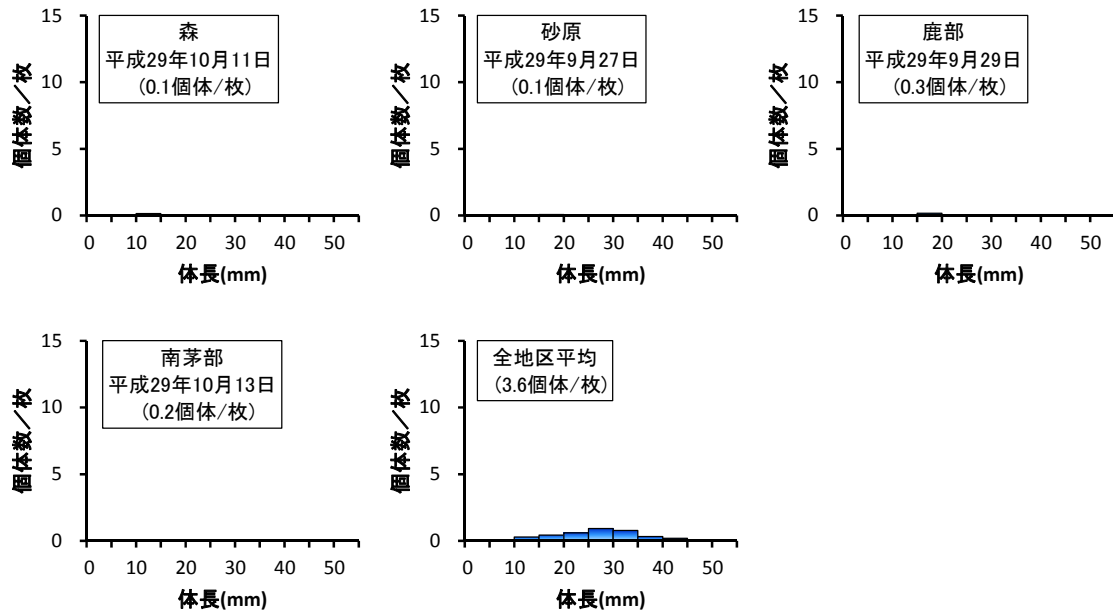 森
平成29年10月11日
（0.1個体/枚）
個体数／枚
15
10
5
0
0 10 20 30 40 50
体長(mm)
砂原
平成29年9月27日
（0.1個体/枚）
個体数／枚
15
10
5
0
0 10 20 30 40 50
体長(mm)
鹿部
平成29年9月29日
（0.3個体/枚）
個体数／枚
15
10
5
0
0 10 20 30 40 50
体長(mm)
南茅部
平成29年10月13日
（0.2個体/枚）
個体数／枚
15
10
5
0
0 10 20 30 40 50
体長(mm)
全地区平均
（3.6個体/枚）
個体数／枚
15
10
5
0
0 10 20 30 40 50
体長(mm)